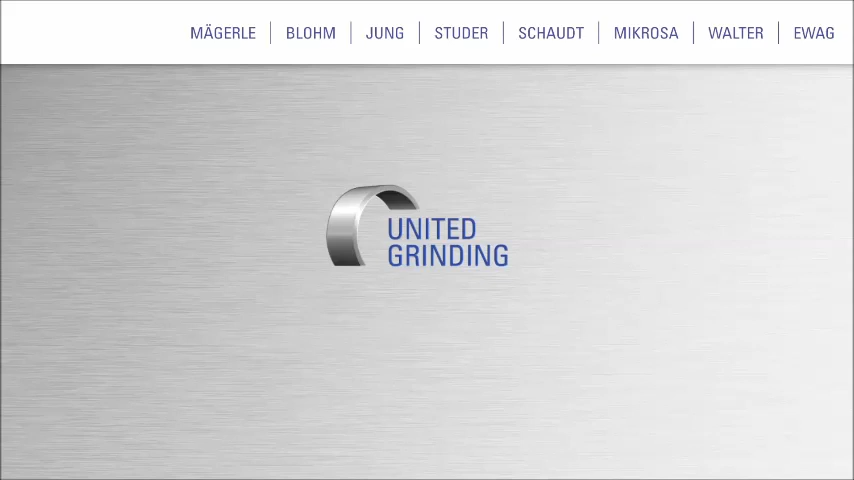 MÄGERLE | BLOHM | JUNG | STUDER | SCHAUDT | MIKROSA | WALTER | EWAG
UNITED
GRINDING